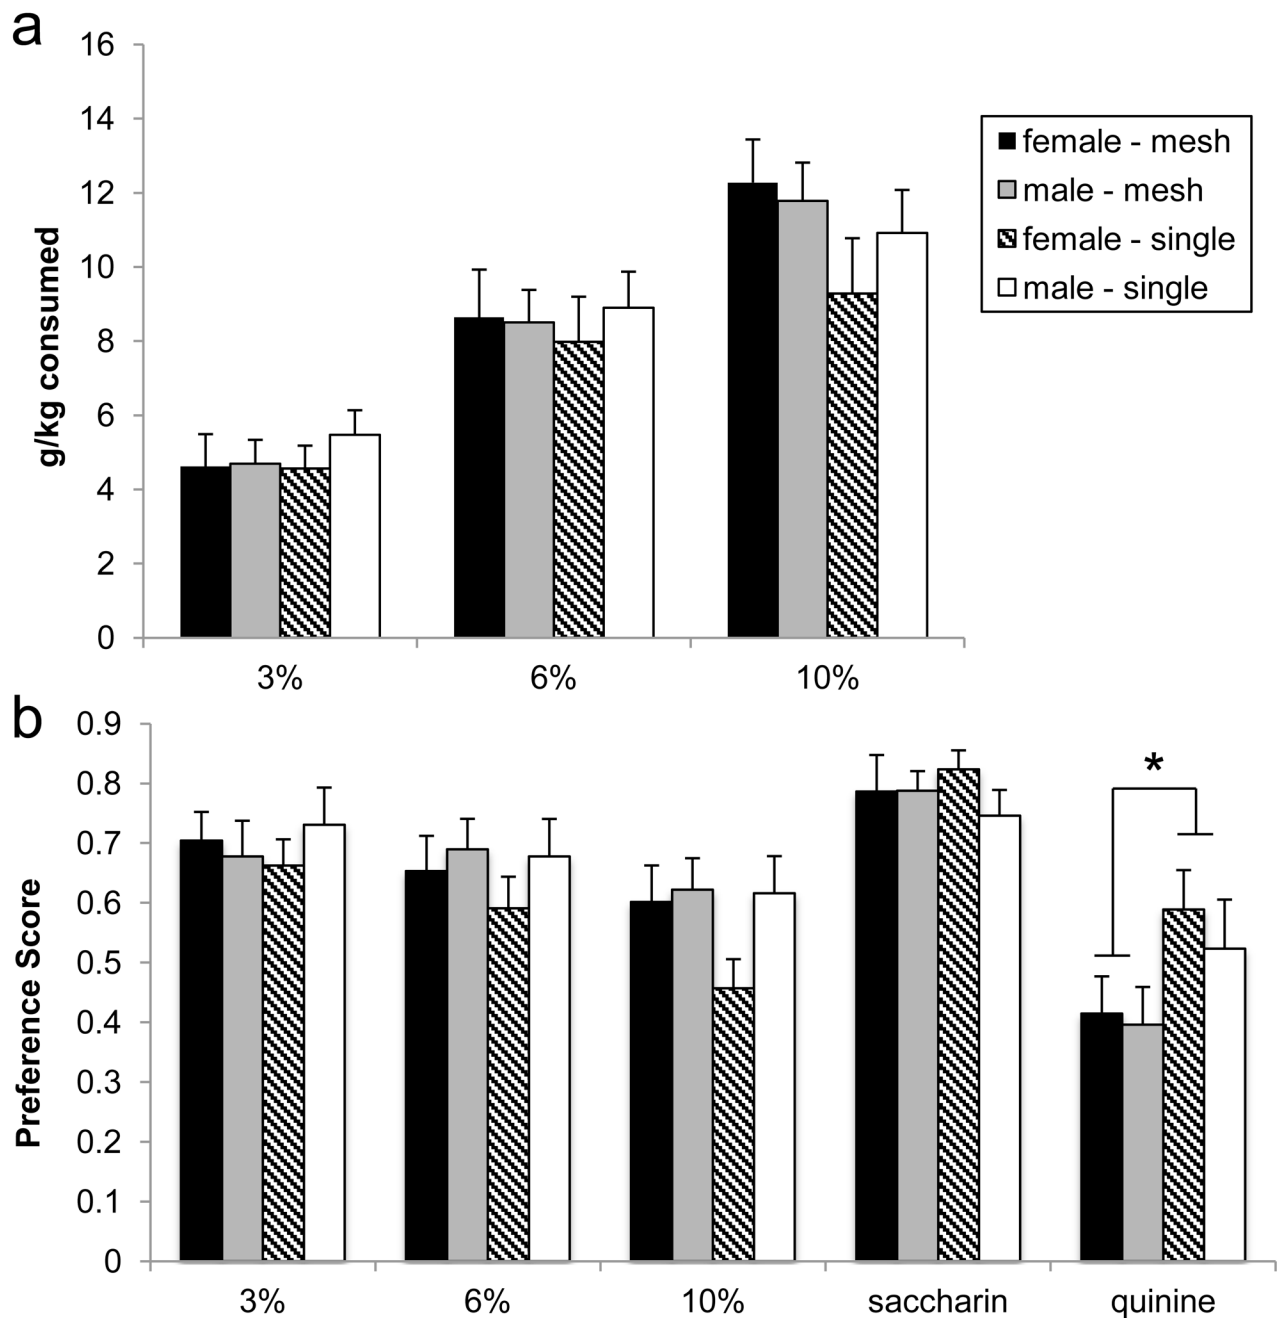 a
16
14
12
10
8
6
4
2
0
g/kg consumed
3% 6% 10%
female - mesh
male - mesh
female - single
male - single
b
0.9
0.8
0.7
0.6
0.5
0.4
0.3
0.2
0.1
0
Preference Score
*
3% 6% 10% saccharin quinine